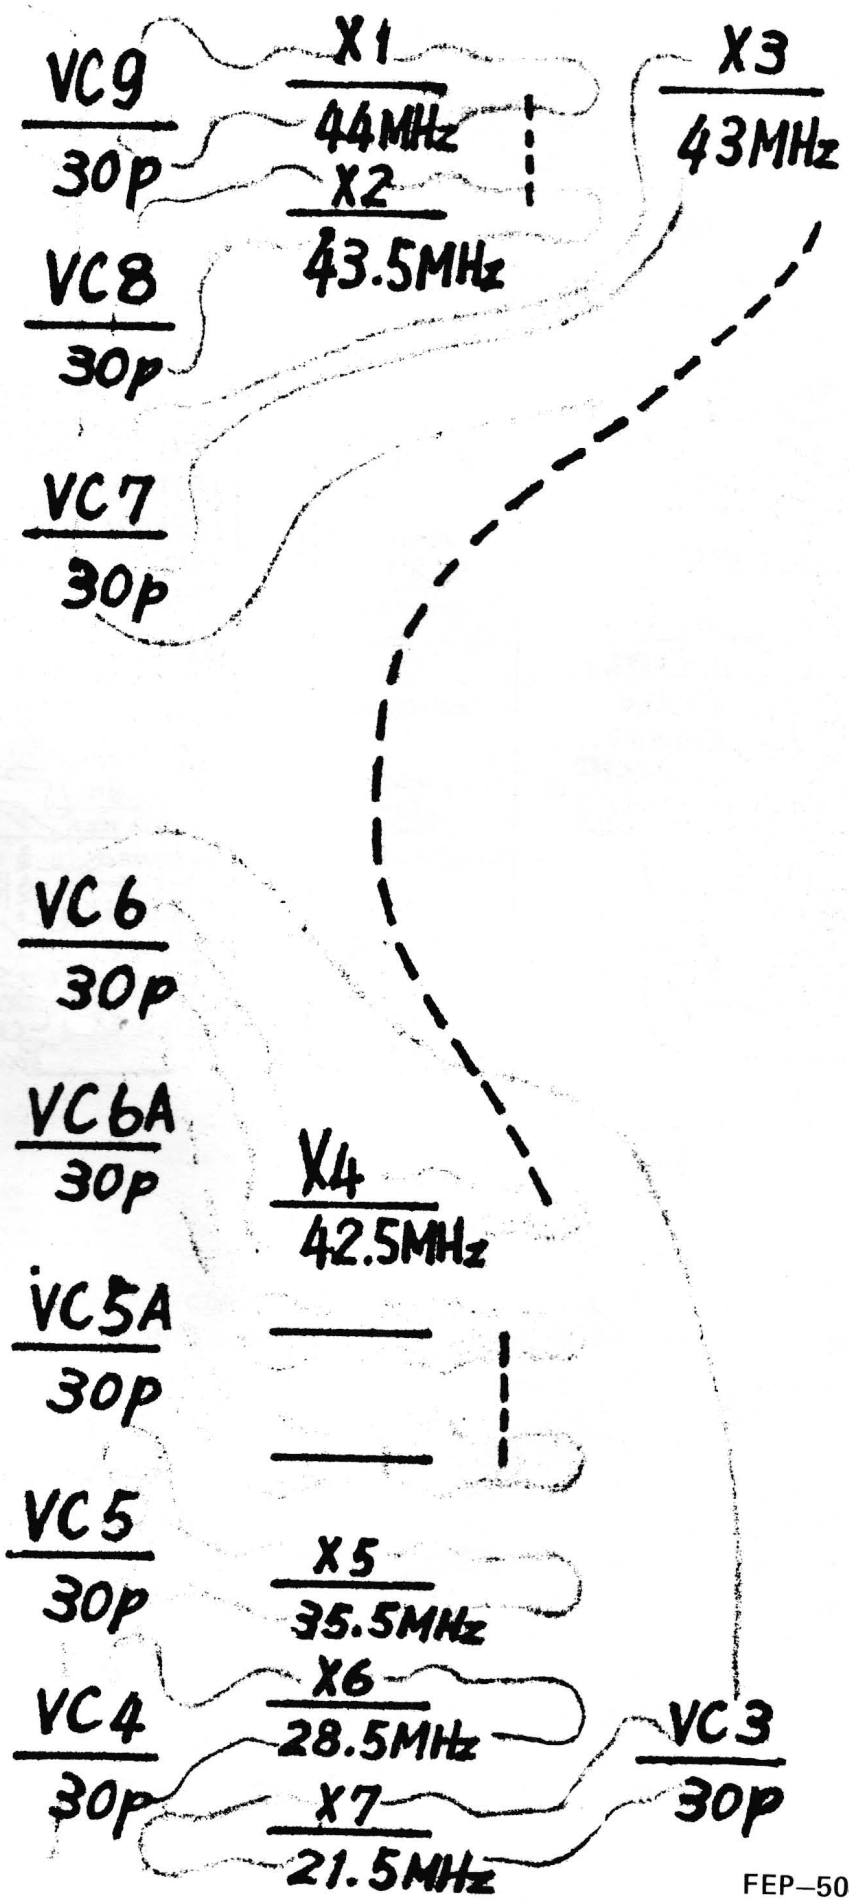 VC9
30p
X1
44MHz
X3
43MHz
X2
43.5MHz
VC8
30p
VC7
30p
VC6
30p
VC6A
30p
X4
42.5MHz
VC5A
30p
VC5
30p
X5
35.5MHz
VC4
30p
X6
28.5MHz
VC3
30p
X7
21.5MHz
FEP-50